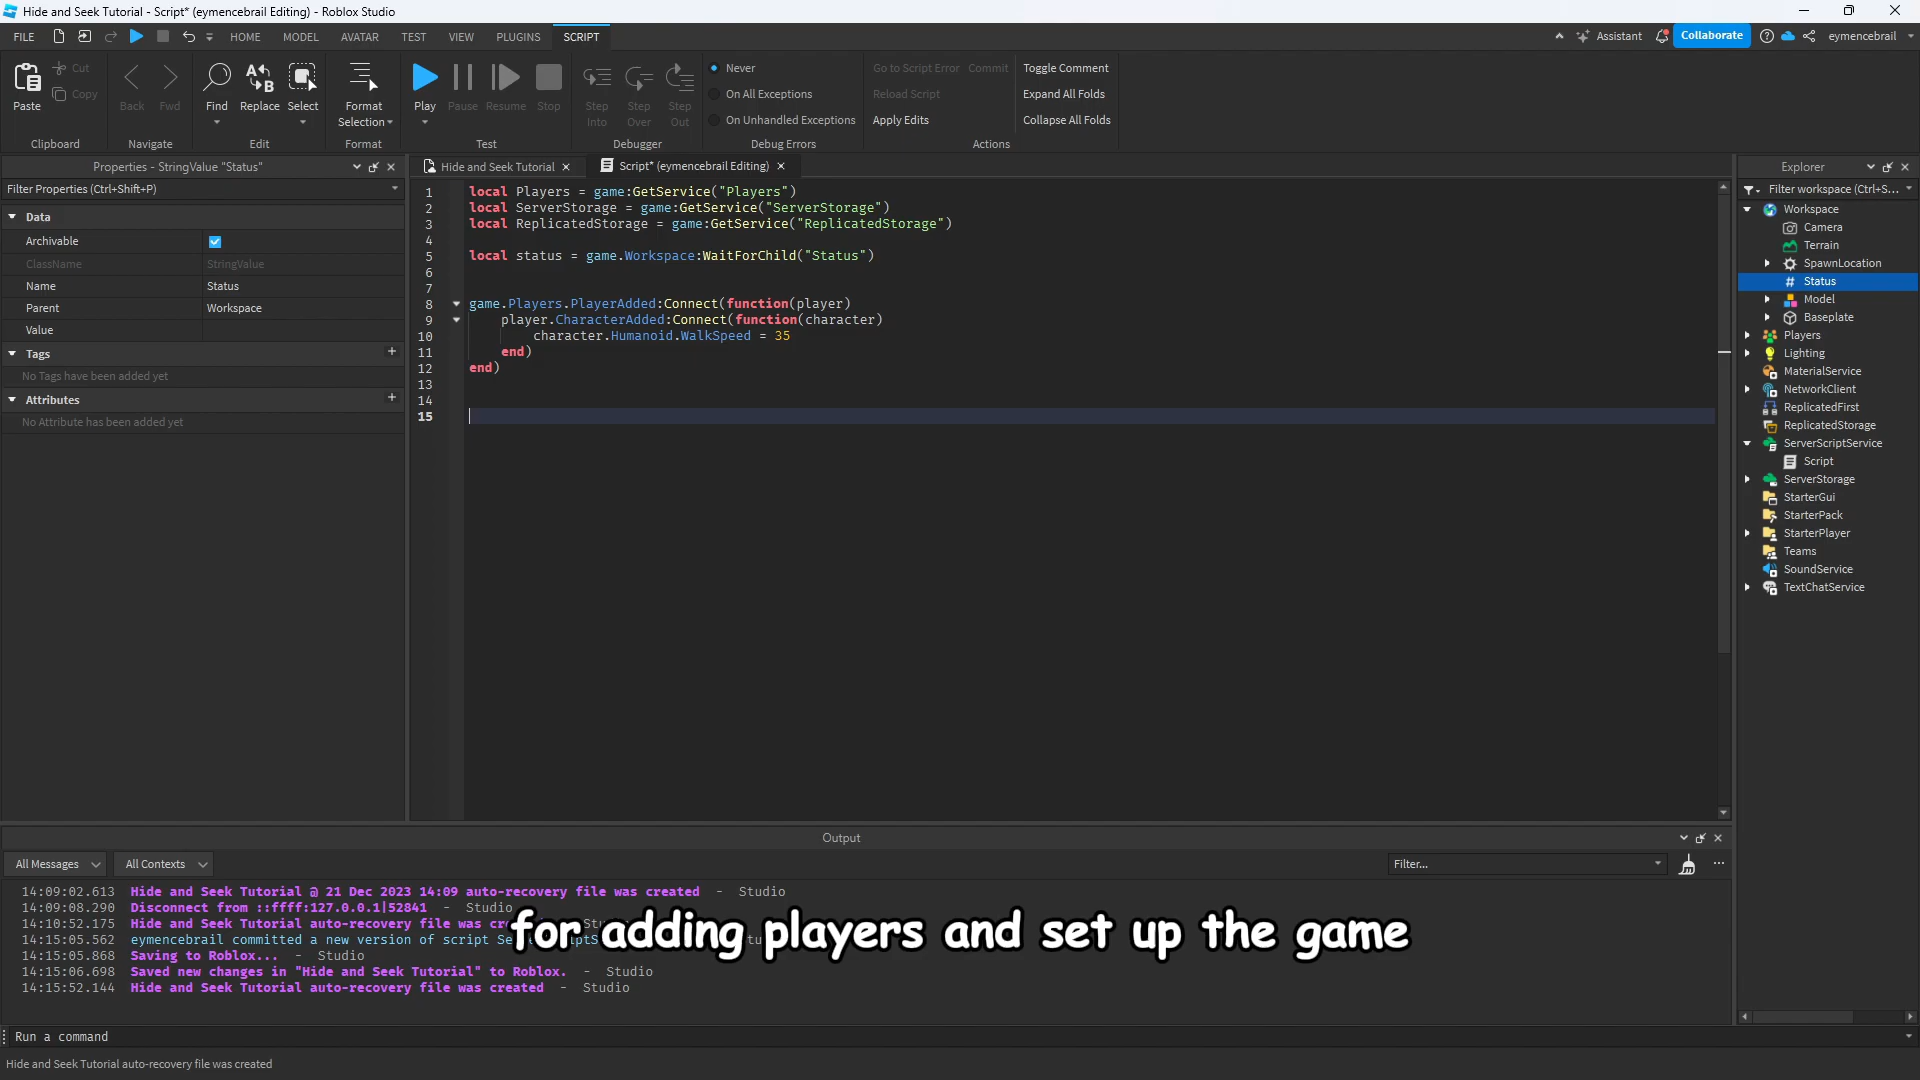 Hide and Seek Tutorial - Script* (eymencebrail Editing) - Roblox Studio
FILE HOME MODEL AVATAR TEST VIEW PLUGINS SCRIPT Assistant Collaborate eymencebrail
Paste Cut Copy
Clipboard
Back Fwd
Navigate
Find Replace Select
Edit
Format Selection
Format
Play Pause Resume Stop
Test
Step Into Step Over Step Out
Debugger
Never
On All Exceptions
On Unhandled Exceptions
Debug Errors
Go to Script Error Commit
Reload Script
Apply Edits
Toggle Comment
Expand All Folds
Collapse All Folds
Actions
Properties - StringValue "Status"
Filter Properties (Ctrl+Shift+P)
Data
Archivable
ClassName StringValue
Name Status
Parent Workspace
Value
Tags +
No Tags have been added yet
Attributes +
No Attribute has been added yet
Hide and Seek Tutorial Script* (eymencebrail Editing)
1 local Players = game:GetService("Players")
2 local ServerStorage = game:GetService("ServerStorage")
3 local ReplicatedStorage = game:GetService("ReplicatedStorage")
4
5 local status = game.Workspace:WaitForChild("Status")
6
7
8 game.Players.PlayerAdded:Connect(function(player)
9 player.CharacterAdded:Connect(function(character)
10 character.Humanoid.WalkSpeed = 35
11 end)
12 end)
13
14
15
Explorer
Filter workspace (Ctrl+S...
Workspace
Camera
Terrain
SpawnLocation
Status
Model
Baseplate
Players
Lighting
MaterialService
NetworkClient
ReplicatedFirst
ReplicatedStorage
ServerScriptService
Script
ServerStorage
StarterGui
StarterPack
StarterPlayer
Teams
SoundService
TextChatService
Output
All Messages All Contexts Filter... ...
14:09:02.613 Hide and Seek Tutorial @ 21 Dec 2023 14:09 auto-recovery file was created - Studio
14:09:08.290 Disconnect from ::ffff:127.0.0.1|52841 - Studio
14:10:52.175 Hide and Seek Tutorial auto-recovery file was
14:15:05.562 eymencebrail committed a new version of script
14:15:05.868 Saving to Roblox... - Studio
14:15:06.698 Saved new changes in "Hide and Seek Tutorial" to Roblox. - Studio
14:15:52.144 Hide and Seek Tutorial auto-recovery file was created - Studio
for adding players and set up the game
Run a command
Hide and Seek Tutorial auto-recovery file was created